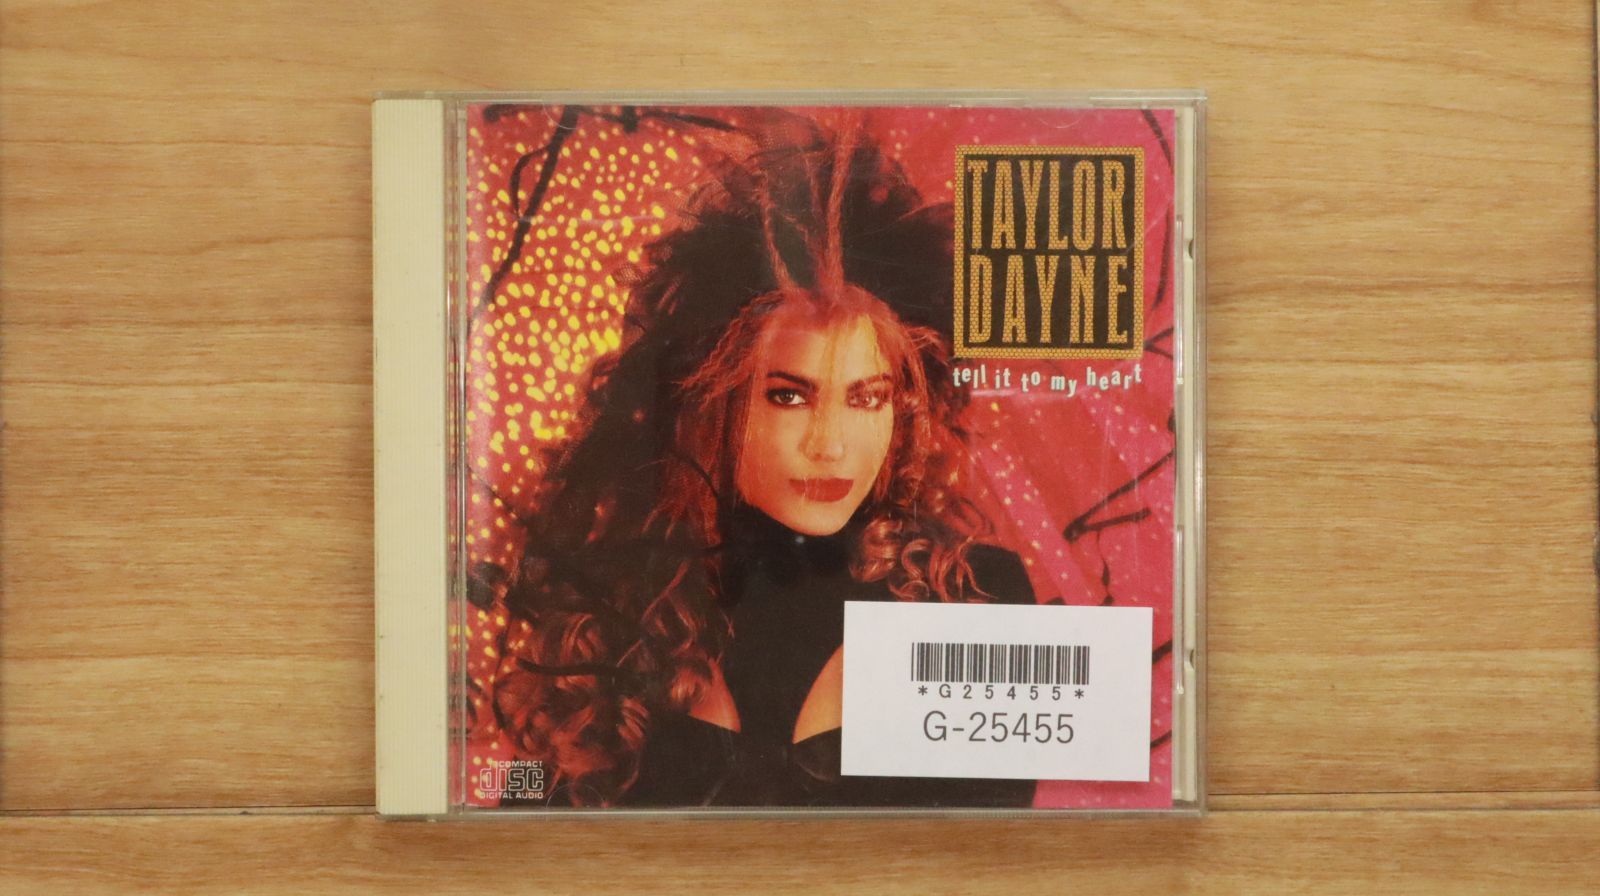 TAYLOR
DAYNE
tell it to my heart
*G25455*
G-25455
COMPACT
disc
DIGITAL AUDIO